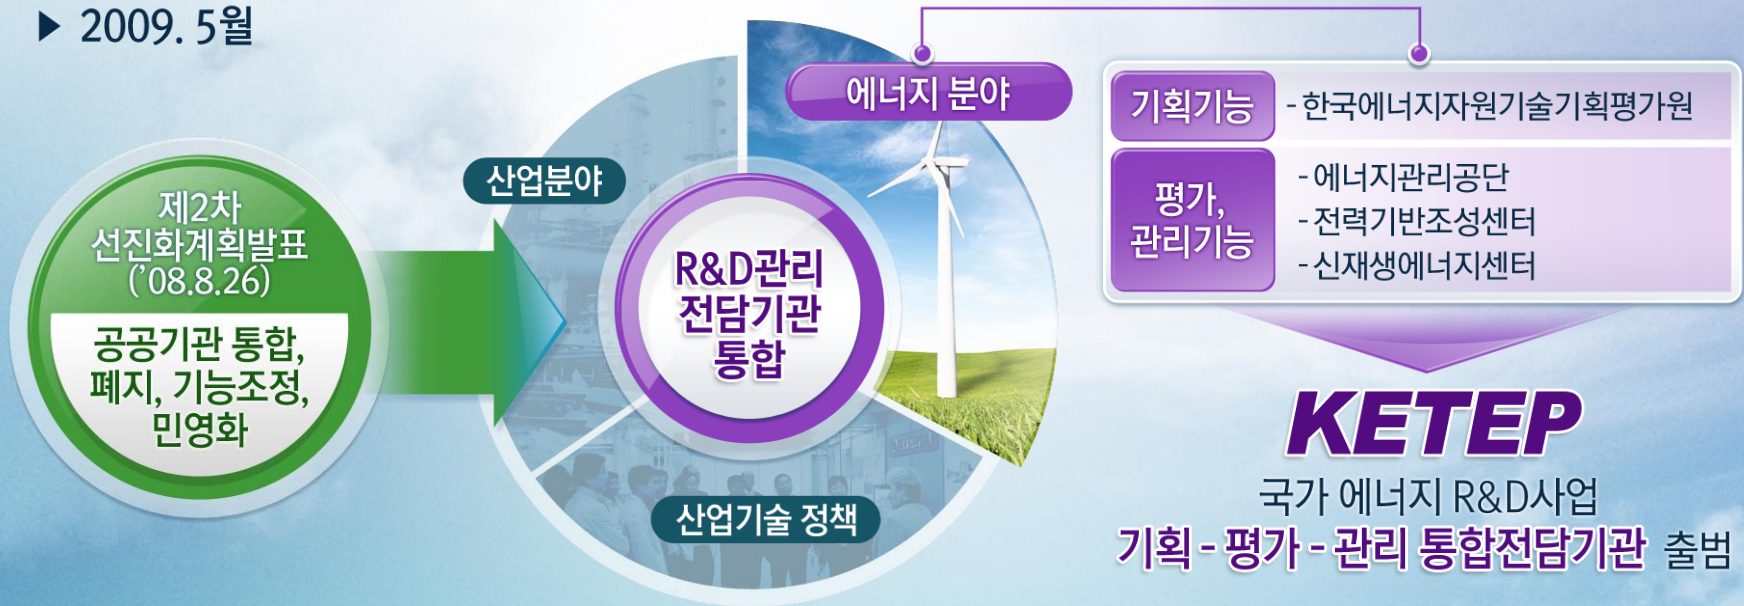 ▶ 2009. 5월
제2차
선진화계획발표
(’08.8.26)
공공기관 통합,
폐지, 기능조정,
민영화
산업분야
에너지 분야
R&D관리
전담기관
통합
산업기술 정책
기획기능
- 한국에너지자원기술기획평가원
평가,
관리기능
- 에너지관리공단
- 전력기반조성센터
- 신재생에너지센터
KETEP
국가 에너지 R&D사업
기획 - 평가 - 관리 통합전담기관 출범